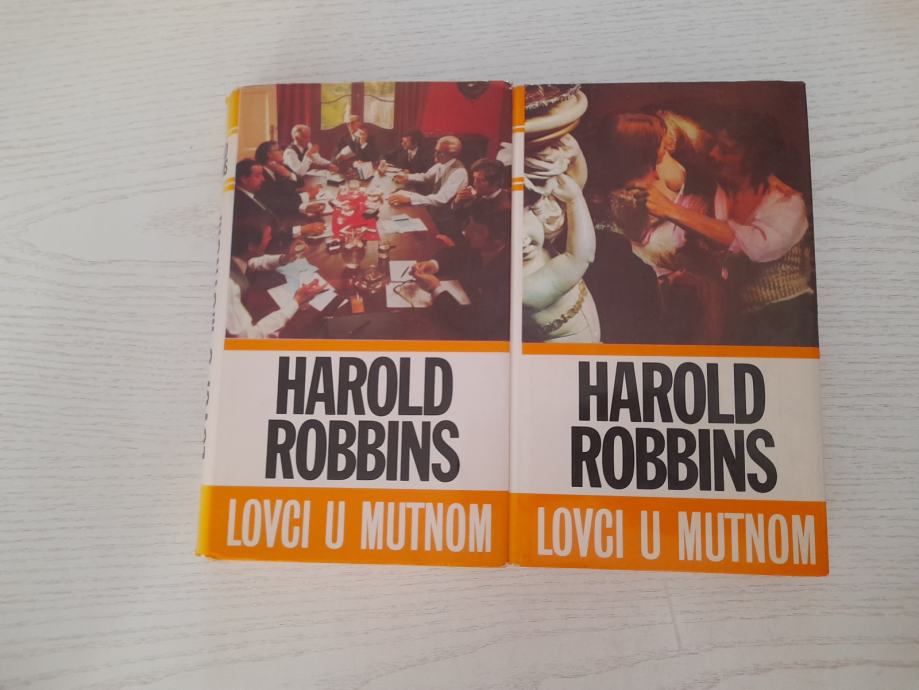 HAROLD
ROBBINS
LOVCI U MUTNOM
HAROLD
ROBBINS
LOVCI U MUTNOM